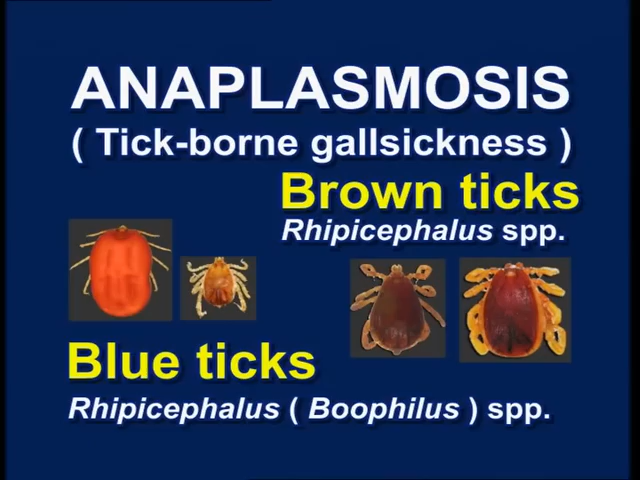 ANAPLASMOSIS
( Tick-borne gallsickness )
Brown ticks
Rhipicephalus spp.
Blue ticks
Rhipicephalus ( Boophilus ) spp.